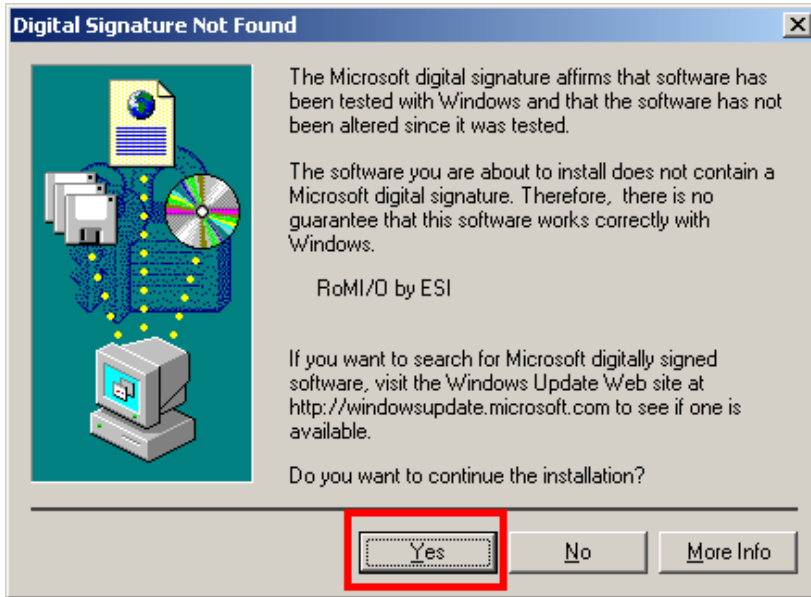 Digital Signature Not Found
The Microsoft digital signature affirms that software has
been tested with Windows and that the software has not
been altered since it was tested.
The software you are about to install does not contain a
Microsoft digital signature. Therefore,  there is no
guarantee that this software works correctly with
Windows.
RoMI/O by ESI
If you want to search for Microsoft digitally signed
software, visit the Windows Update Web site at
http://windowsupdate.microsoft.com to see if one is
available.
Do you want to continue the installation?
Yes
No
More Info